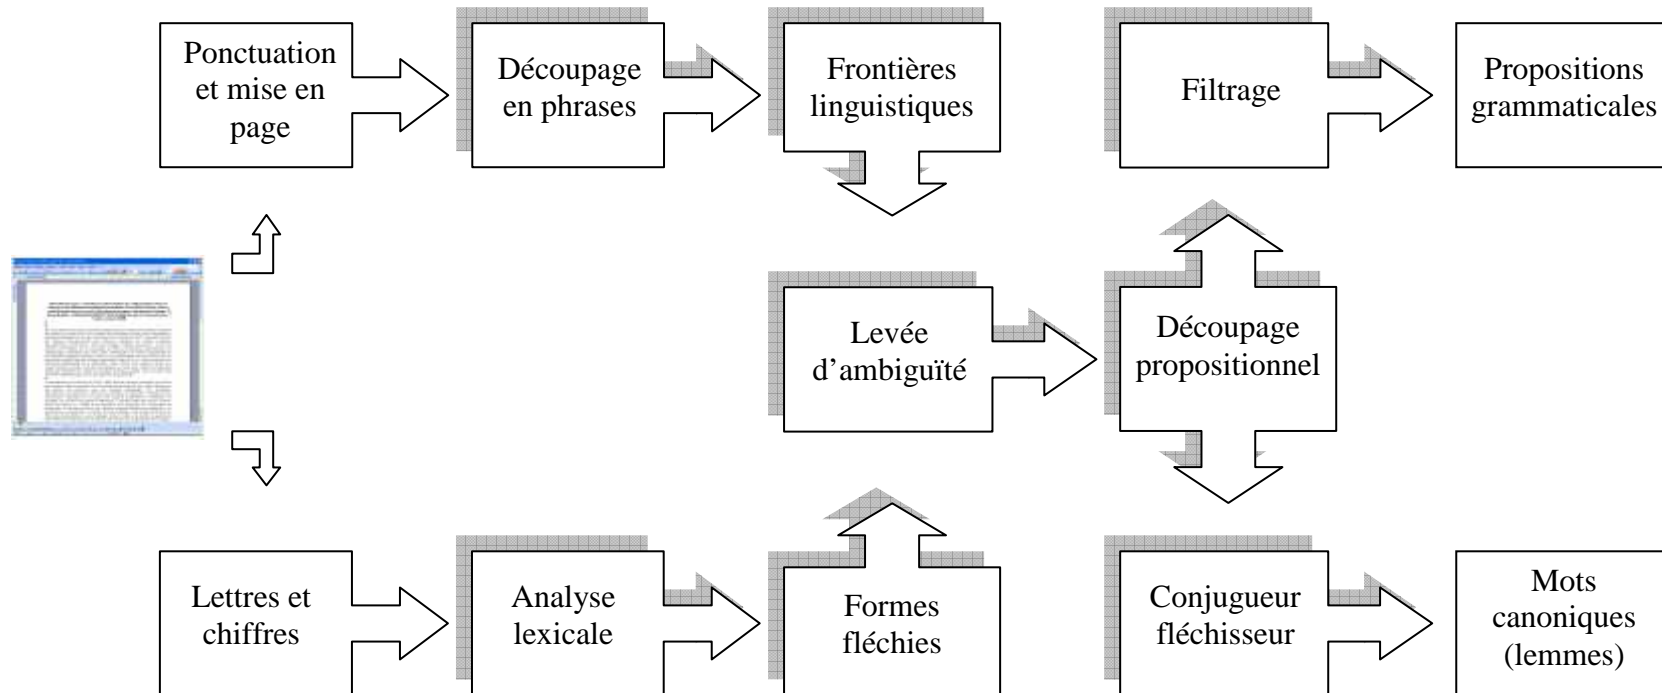 Ponctuation
et mise en
page
Découpage
en phrases
Frontières
linguistiques
Filtrage
Propositions
grammaticales
Levée
d’ambiguïté
Découpage
propositionnel
Lettres et
chiffres
Analyse
lexicale
Formes
fléchies
Conjugueur
fléchisseur
Mots
canoniques
(lemmes)